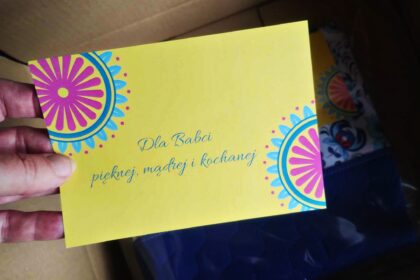 Dla Babci
pięknej, mądrej i kochanej